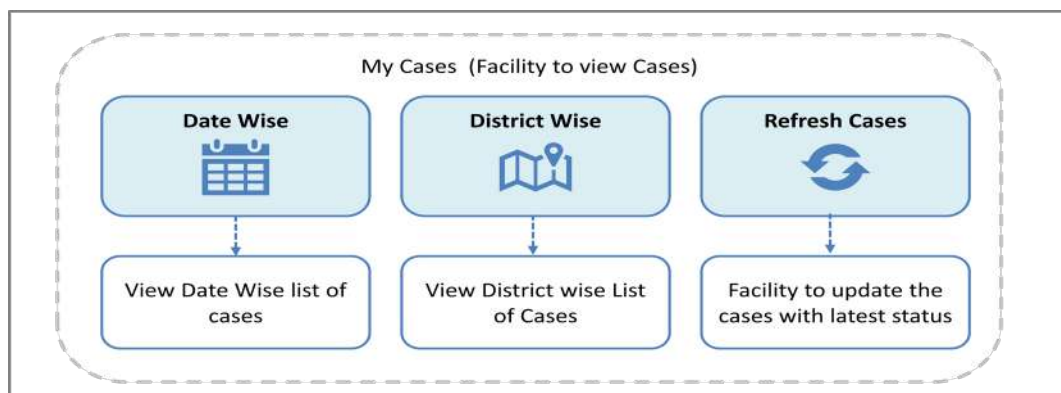 My Cases (Facility to view Cases)
Date Wise
District Wise
Refresh Cases
View Date Wise list of
cases
View District wise List
of Cases
Facility to update the
cases with latest status